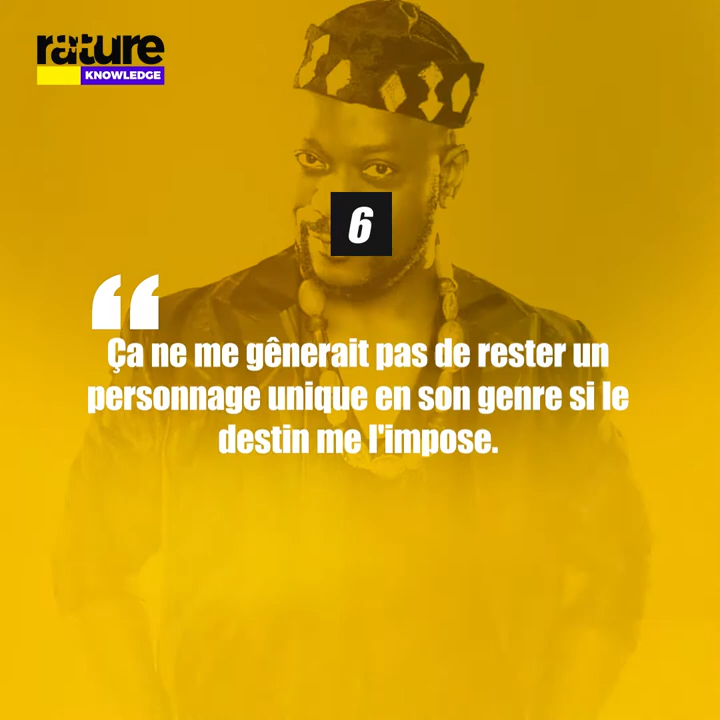 rature
KNOWLEDGE
6
“
Ça ne me gênerait pas de rester un
personnage unique en son genre si le
destin me l'impose.